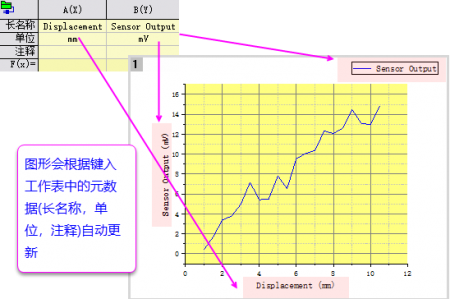 A(X) B(Y)
长名称 Displacement Sensor Output
单位 mm mV
注释
F(x)=
1
Sensor Output
16
14
12
10
8
6
4
2
0
Sensor Output (mV)
0 2 4 6 8 10 12
Displacement (mm)
图形会根据键入
工作表中的元数
据(长名称，单
位，注释)自动更
新